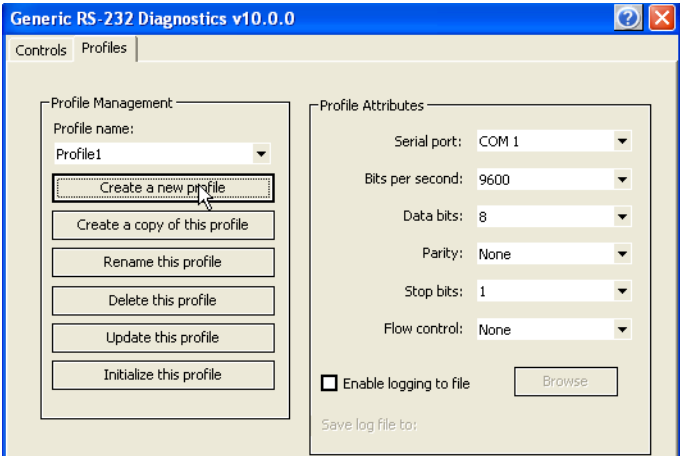 Generic RS-232 Diagnostics v10.0.0
Controls Profiles
Profile Management
Profile name:
Profile1
Create a new profile
Create a copy of this profile
Rename this profile
Delete this profile
Update this profile
Initialize this profile
Profile Attributes
Serial port: COM 1
Bits per second: 9600
Data bits: 8
Parity: None
Stop bits: 1
Flow control: None
Enable logging to file Browse
Save log file to: